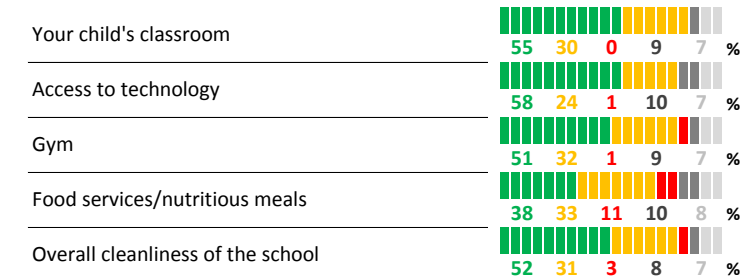 Your child's classroom
55 30 0 9 7 %
Access to technology
58 24 1 10 7 %
Gym
51 32 1 9 7 %
Food services/nutritious meals
38 33 11 10 8 %
Overall cleanliness of the school
52 31 3 8 7 %